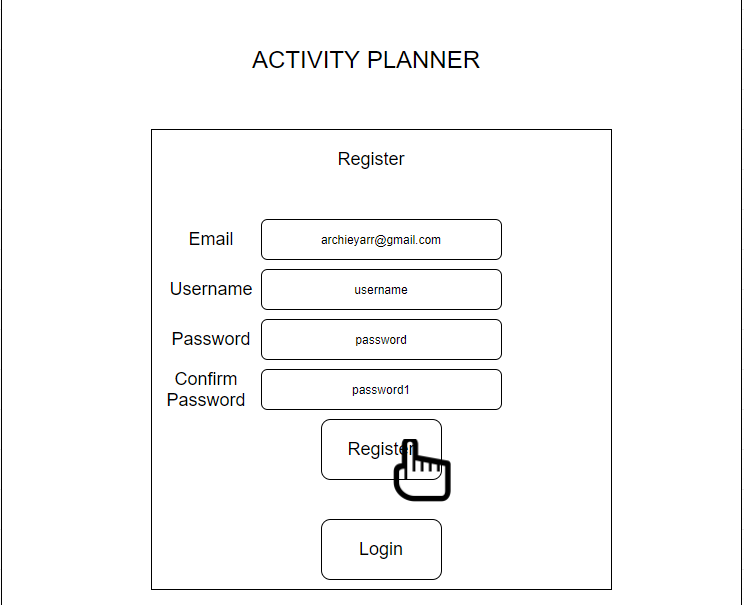 ACTIVITY PLANNER
Register
Email
archieyarr@gmail.com
Username
username
Password
password
Confirm
Password
password1
Register
Login